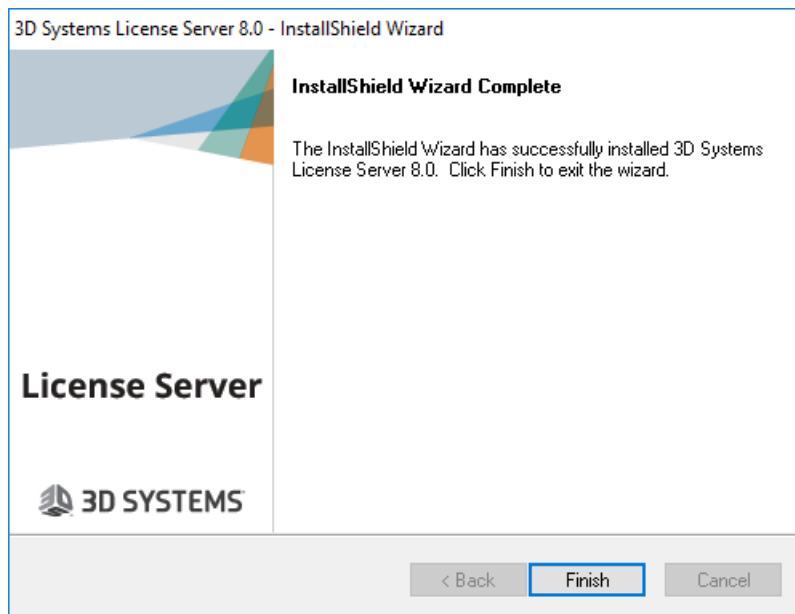 3D Systems License Server 8.0 - InstallShield Wizard
InstallShield Wizard Complete
The InstallShield Wizard has successfully installed 3D Systems
License Server 8.0. Click Finish to exit the wizard.
License Server
3D SYSTEMS
< Back
Finish
Cancel